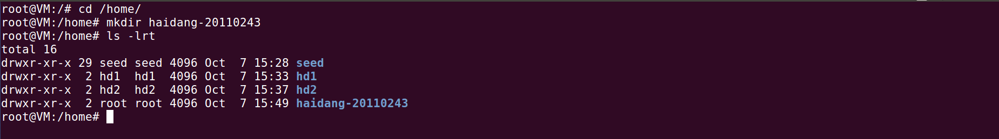 root@VM:/# cd /home/
root@VM:/home# mkdir haidang-20110243
root@VM:/home# ls -lrt
total 16
drwxr-xr-x 29 seed seed 4096 Oct  7 15:28 seed
drwxr-xr-x  2 hd1  hd1  4096 Oct  7 15:33 hd1
drwxr-xr-x  2 hd2  hd2  4096 Oct  7 15:37 hd2
drwxr-xr-x  2 root root 4096 Oct  7 15:49 haidang-20110243
root@VM:/home#